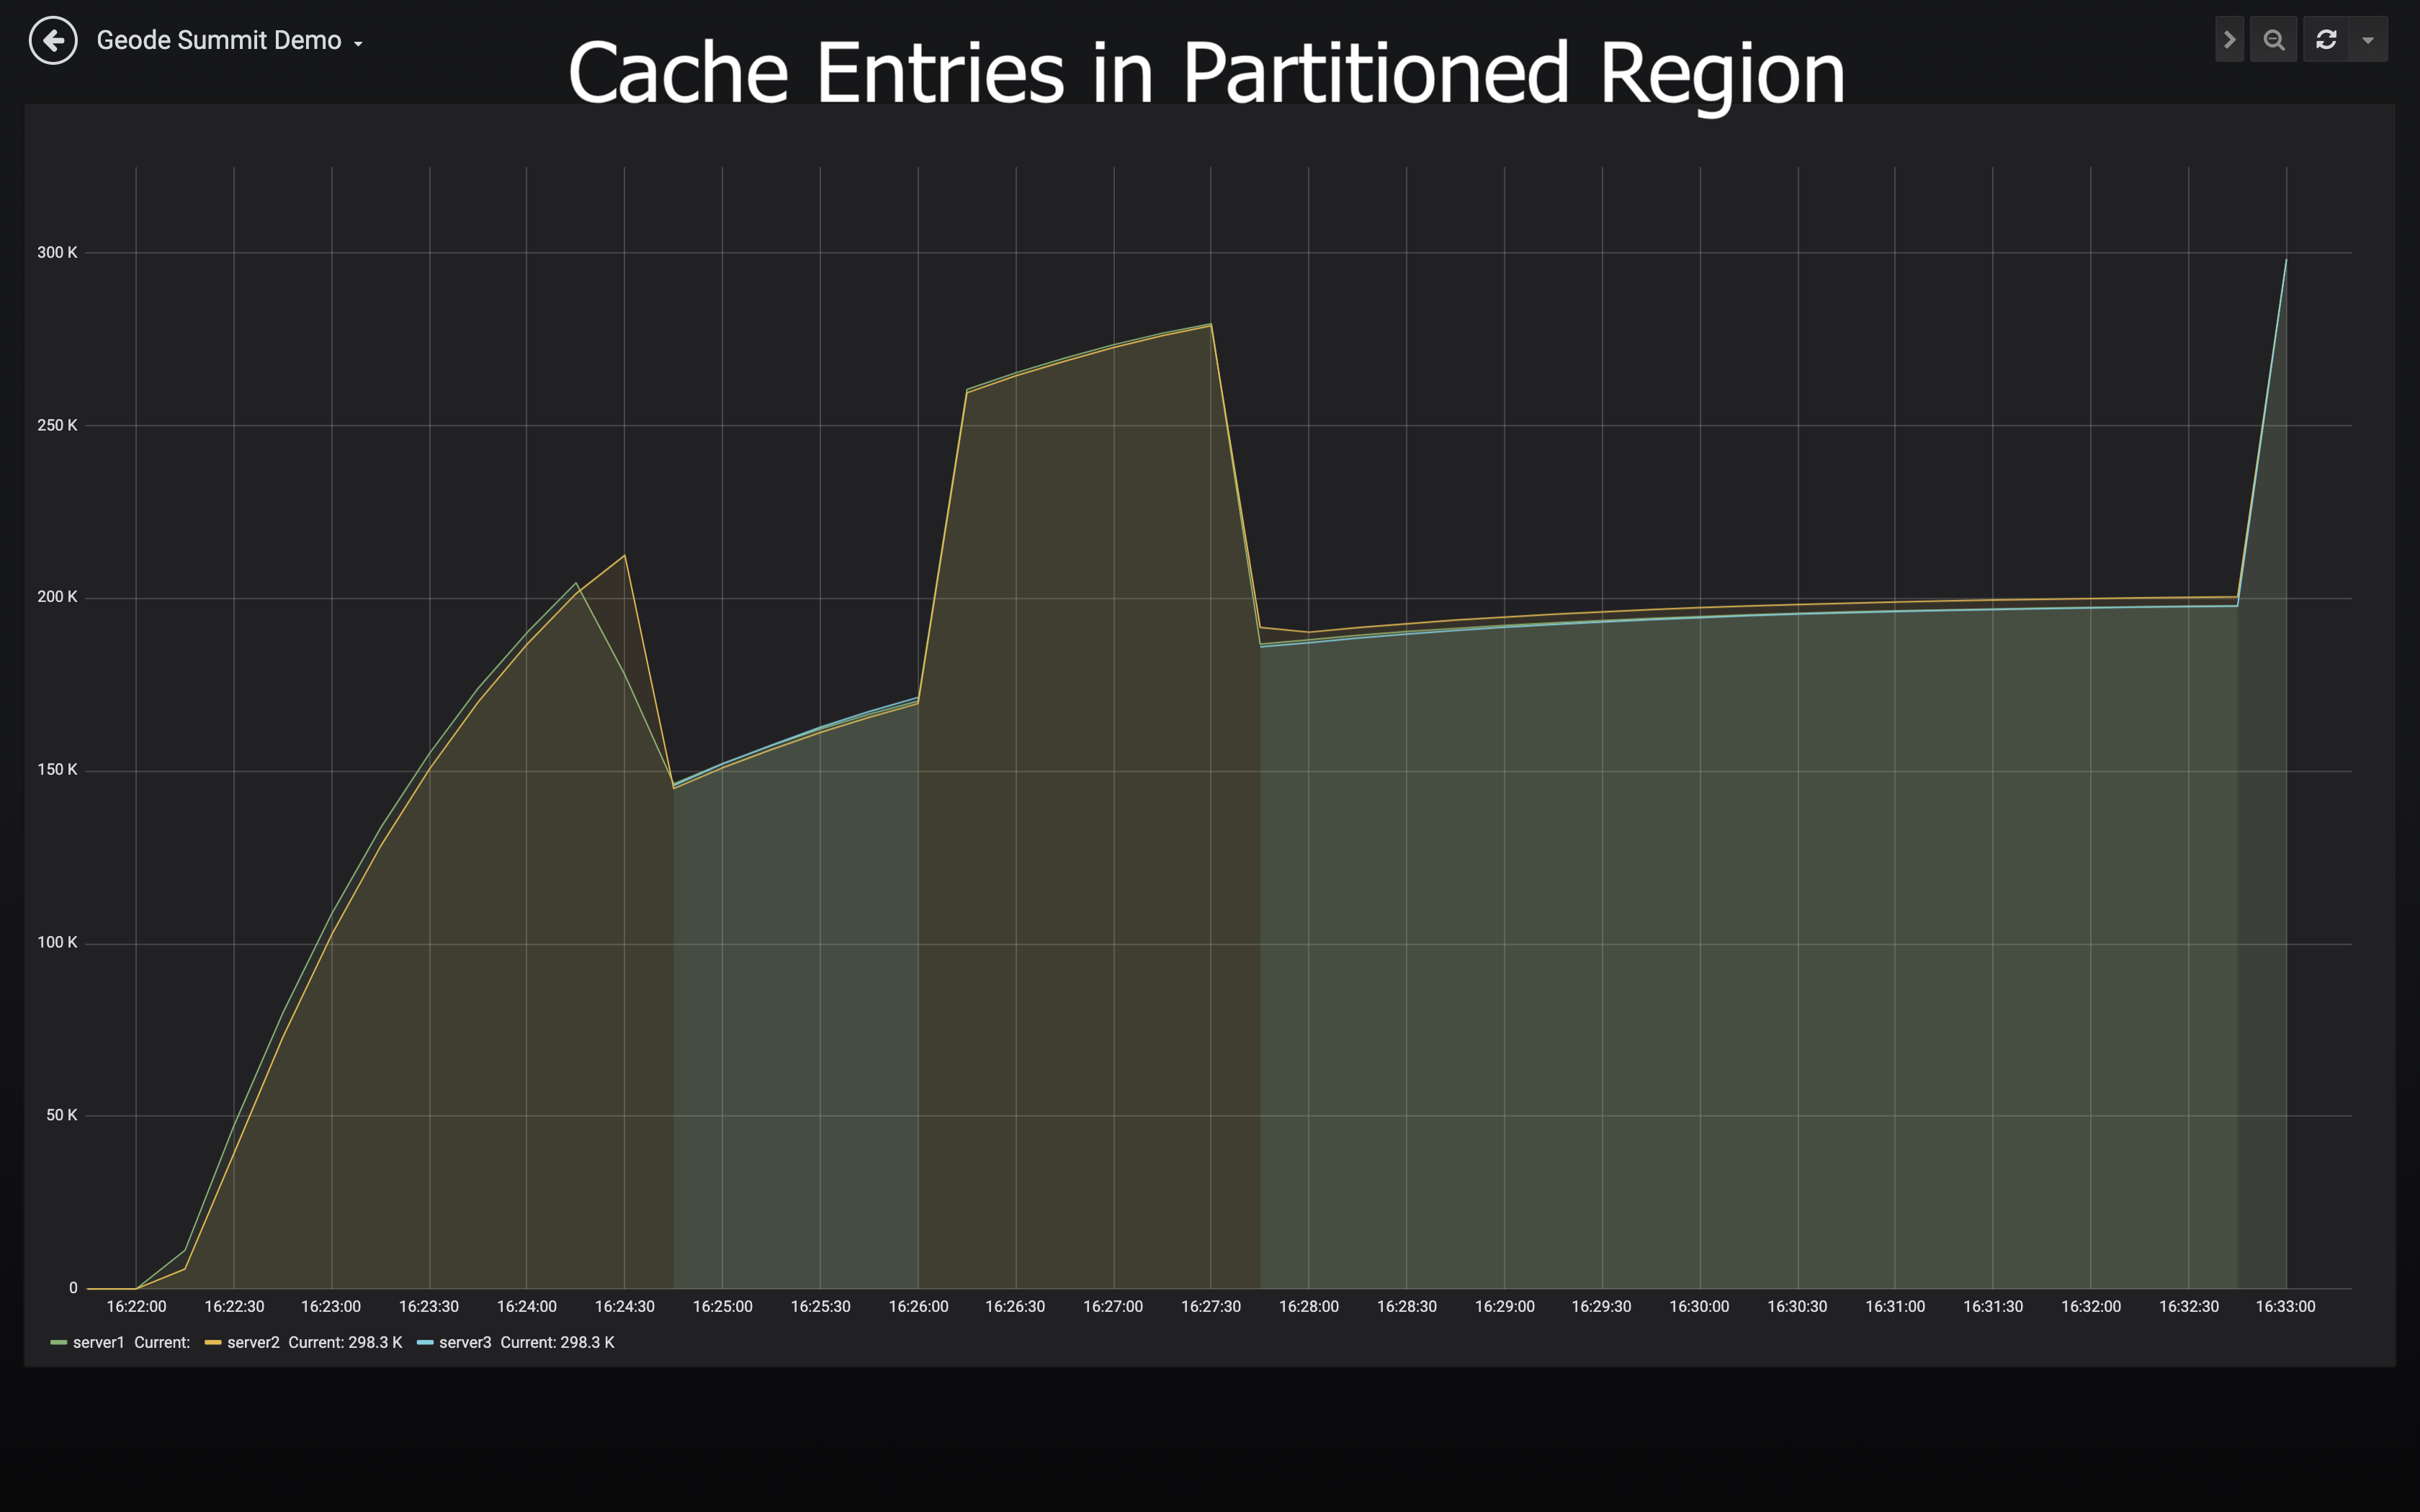 Geode Summit Demo
Cache Entries in Partitioned Region
300 K
250 K
200 K
150 K
100 K
50 K
0
16:22:00 16:22:30 16:23:00 16:23:30 16:24:00 16:24:30 16:25:00 16:25:30 16:26:00 16:26:30 16:27:00 16:27:30 16:28:00 16:28:30 16:29:00 16:29:30 16:30:00 16:30:30 16:31:00 16:31:30 16:32:00 16:32:30 16:33:00
server1 Current: server2 Current: 298.3 K server3 Current: 298.3 K